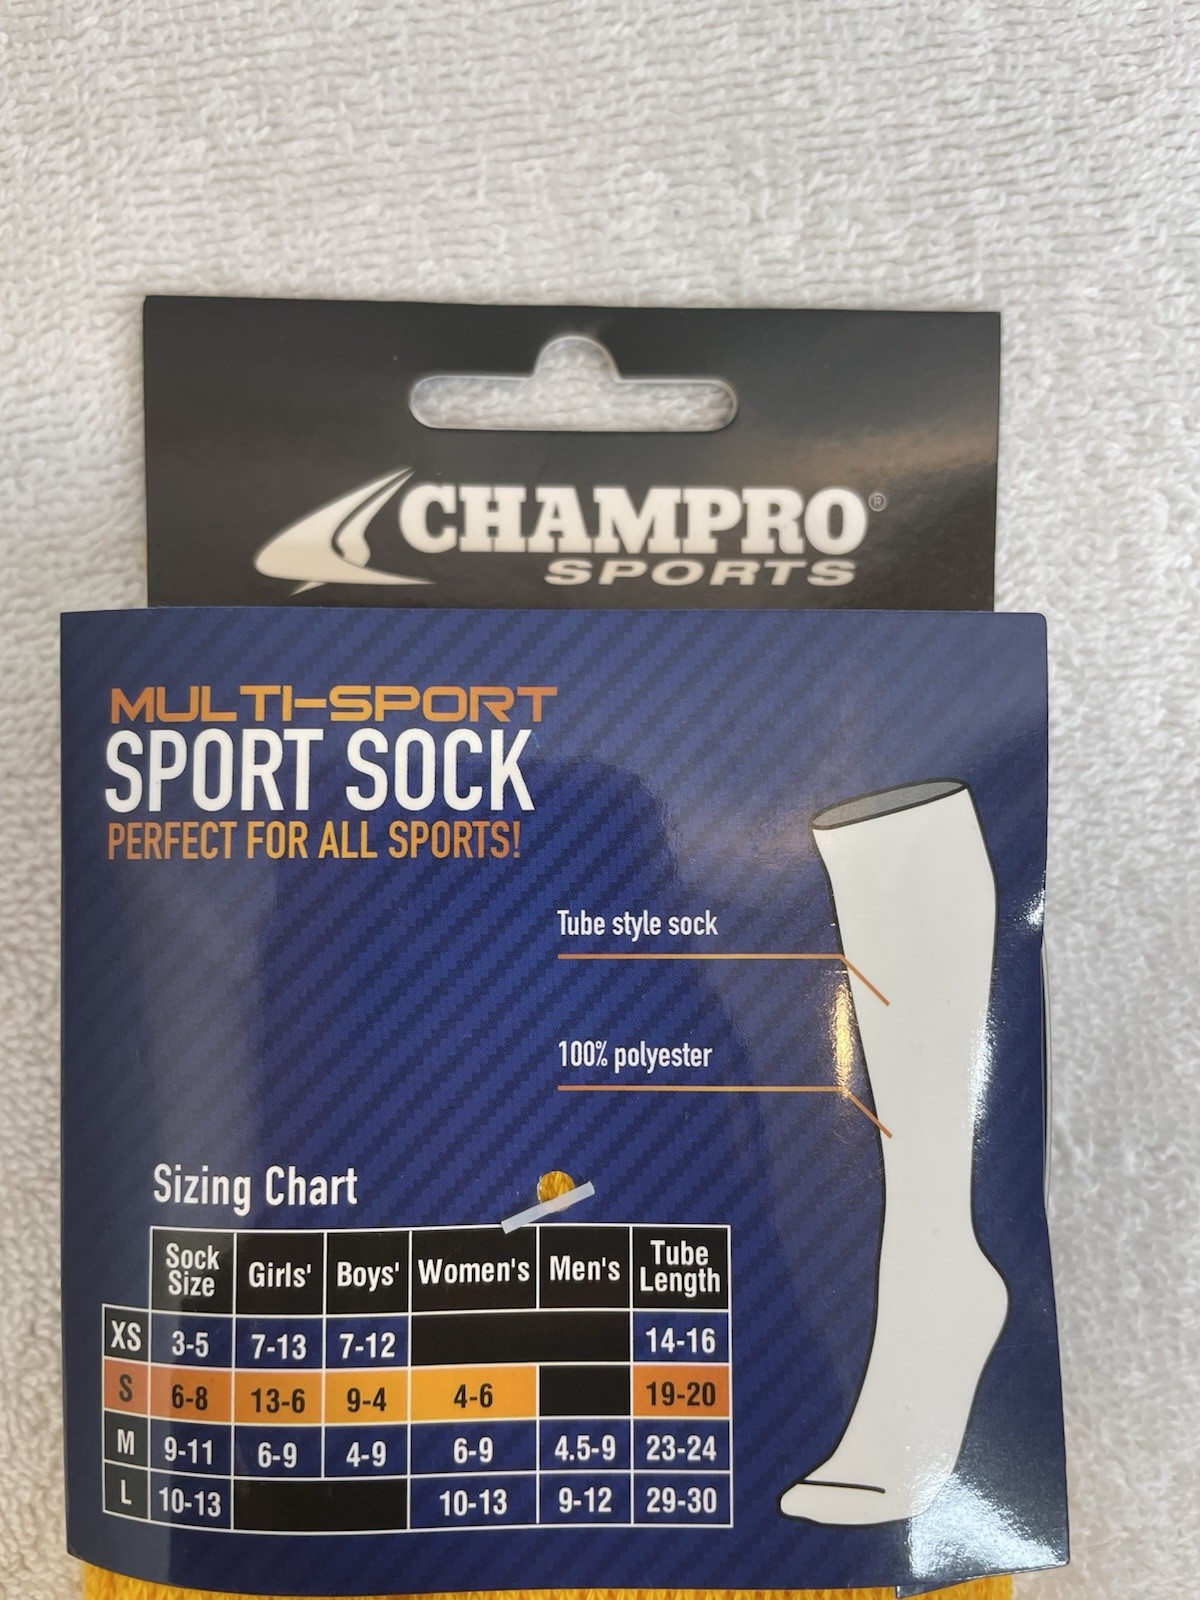 CHAMPRO®
SPORTS
MULTI-SPORT
SPORT SOCK
PERFECT FOR ALL SPORTS!
Tube style sock
100% polyester
Sizing Chart
Sock Size Girls' Boys' Women's Men's Tube Length
XS 3-5 7-13 7-12 14-16
S 6-8 13-6 9-4 4-6 19-20
M 9-11 6-9 4-9 6-9 4.5-9 23-24
L 10-13 10-13 9-12 29-30